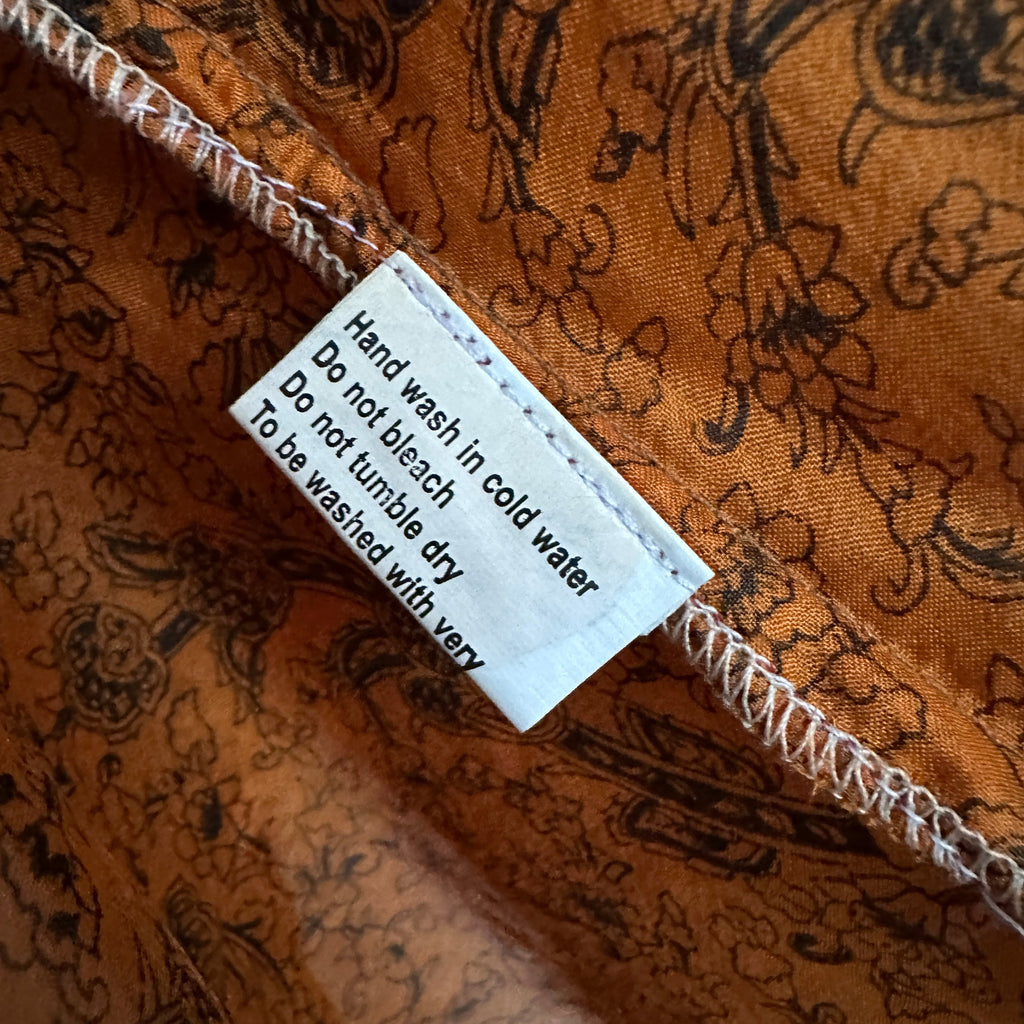 Hand wash in cold water
Do not bleach
Do not tumble dry
To be washed with very